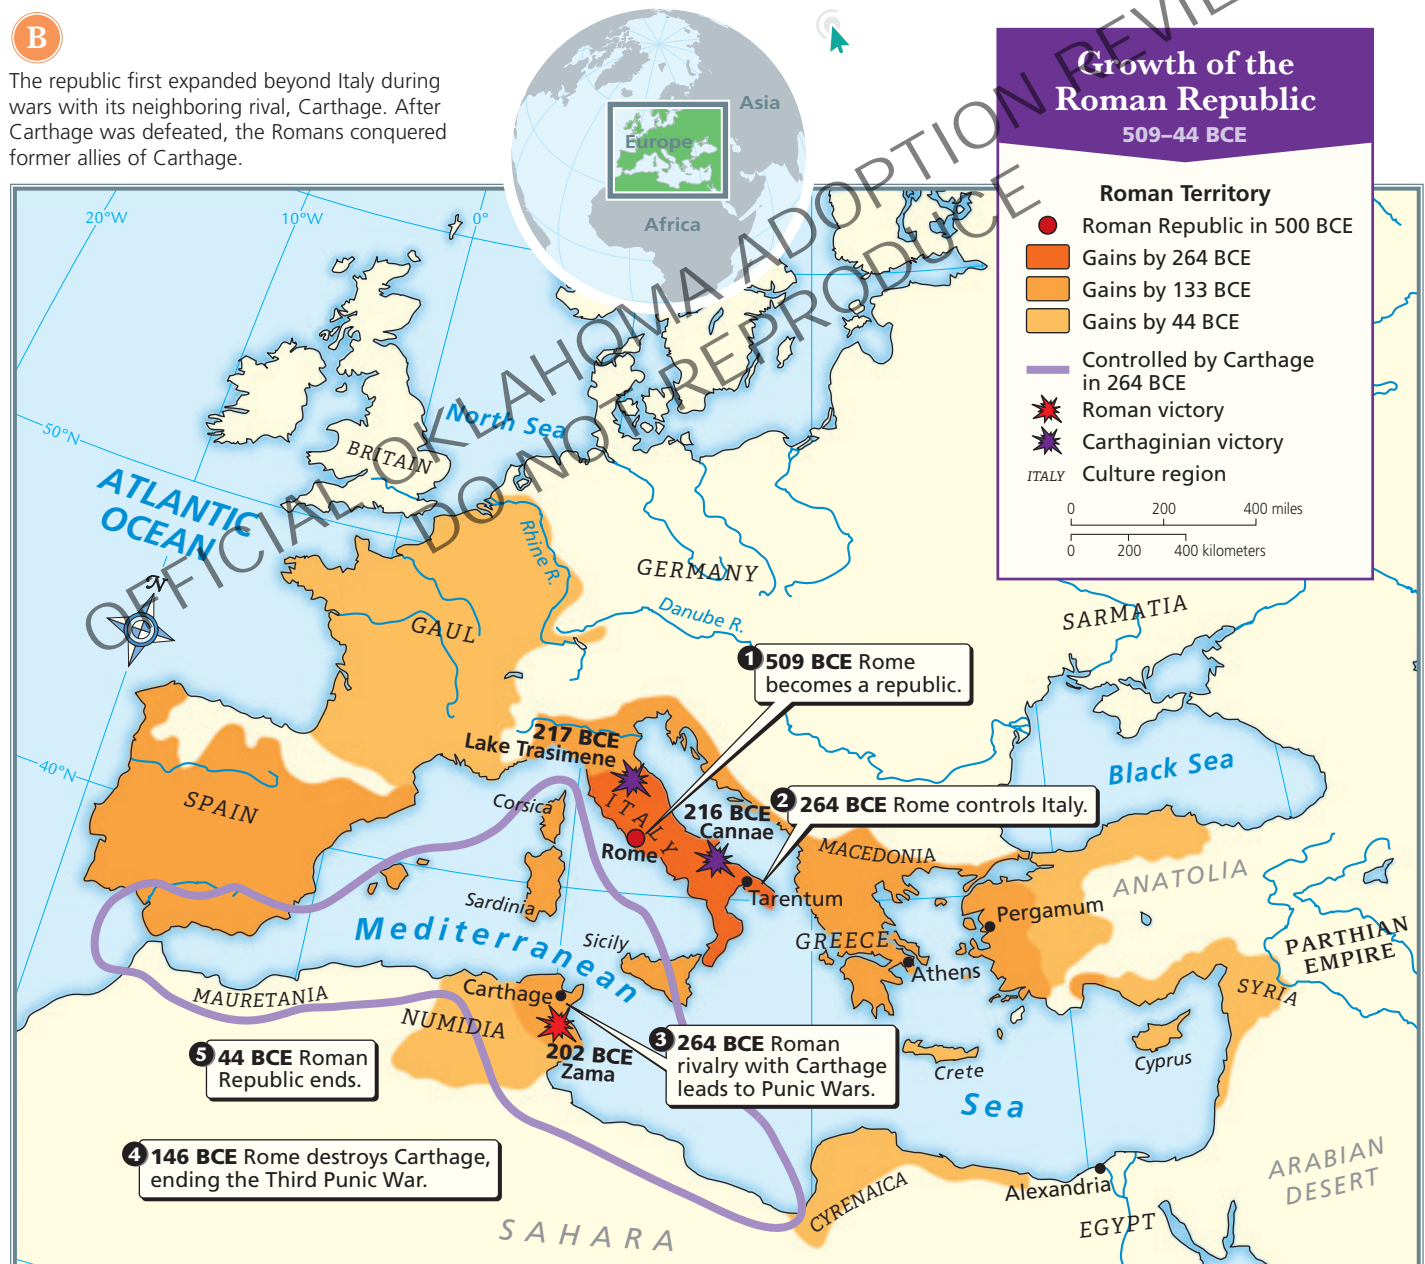 B
The republic first expanded beyond Italy during
wars with its neighboring rival, Carthage. After
Carthage was defeated, the Romans conquered
former allies of Carthage.
Asia
Europe
Africa
Growth of the
Roman Republic
509–44 BCE
Roman Territory
Roman Republic in 500 BCE
Gains by 264 BCE
Gains by 133 BCE
Gains by 44 BCE
Controlled by Carthage
in 264 BCE
Roman victory
Carthaginian victory
ITALY Culture region
0 200 400 miles
0 200 400 kilometers
OFFICIAL OKLAHOMA ADOPTION REVIE
DO NOT REPRODUCE
20°W
10°W
0°
50°N
40°N
North Sea
BRITAIN
ATLANTIC
OCEAN
N
Rhine R.
GERMANY
Danube R.
GAUL
SARMATIA
1 509 BCE Rome
becomes a republic.
217 BCE
Lake Trasimene
Black Sea
SPAIN
Corsica
ITALY
216 BCE
Cannae
2 264 BCE Rome controls Italy.
Rome
MACEDONIA
ANATOLIA
Tarentum
Sardinia
Pergamum
Mediterranean
Sicily
GREECE
Athens
PARTHIAN
EMPIRE
SYRIA
MAURETANIA
Carthage
NUMIDIA
202 BCE
Zama
3 264 BCE Roman
rivalry with Carthage
leads to Punic Wars.
5 44 BCE Roman
Republic ends.
Crete
Cyprus
Sea
4 146 BCE Rome destroys Carthage,
ending the Third Punic War.
CYRENAICA
Alexandria
ARABIAN
DESERT
EGYPT
SAHARA